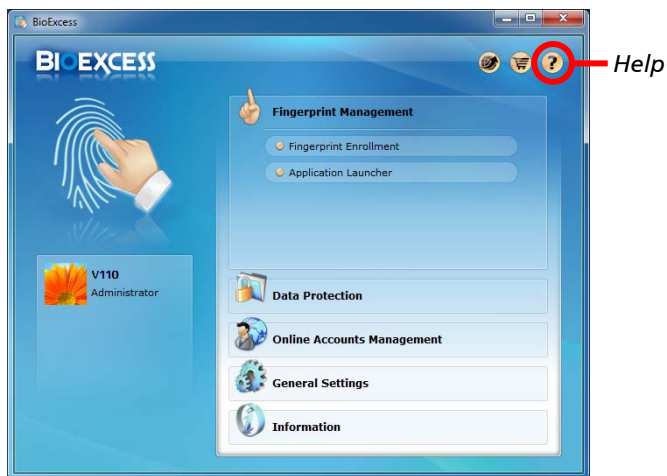 BioExcess
BIOEXCESS
? Help
Fingerprint Management
Fingerprint Enrollment
Application Launcher
V110
Administrator
Data Protection
Online Accounts Management
General Settings
Information